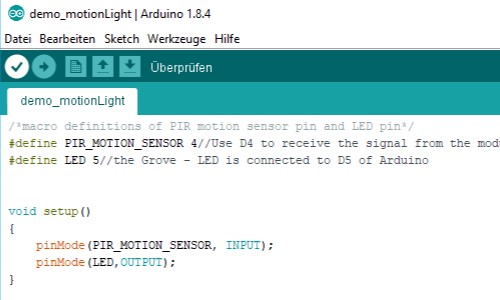 demo_motionLight | Arduino 1.8.4
Datei Bearbeiten Sketch Werkzeuge Hilfe
Überprüfen
demo_motionLight
/*macro definitions of PIR motion sensor pin and LED pin*/
#define PIR_MOTION_SENSOR 4//Use D4 to receive the signal from the modu
#define LED 5//the Grove - LED is connected to D5 of Arduino
void setup()
{
pinMode(PIR_MOTION_SENSOR, INPUT);
pinMode(LED,OUTPUT);
}